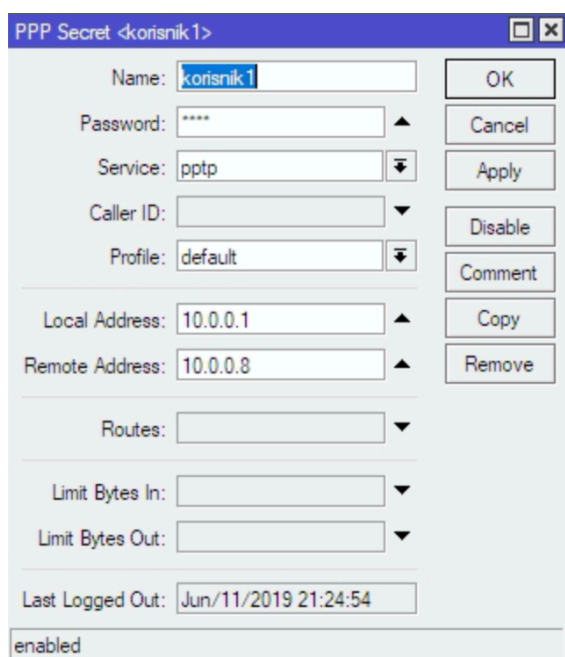 PPP Secret <korisnik1>
Name: korisnik1 OK
Password: **** Cancel
Service: pptp Apply
Caller ID:
Disable
Profile: default
Comment
Local Address: 10.0.0.1 Copy
Remote Address: 10.0.0.8 Remove
Routes:
Limit Bytes In:
Limit Bytes Out:
Last Logged Out: Jun/11/2019 21:24:54
enabled